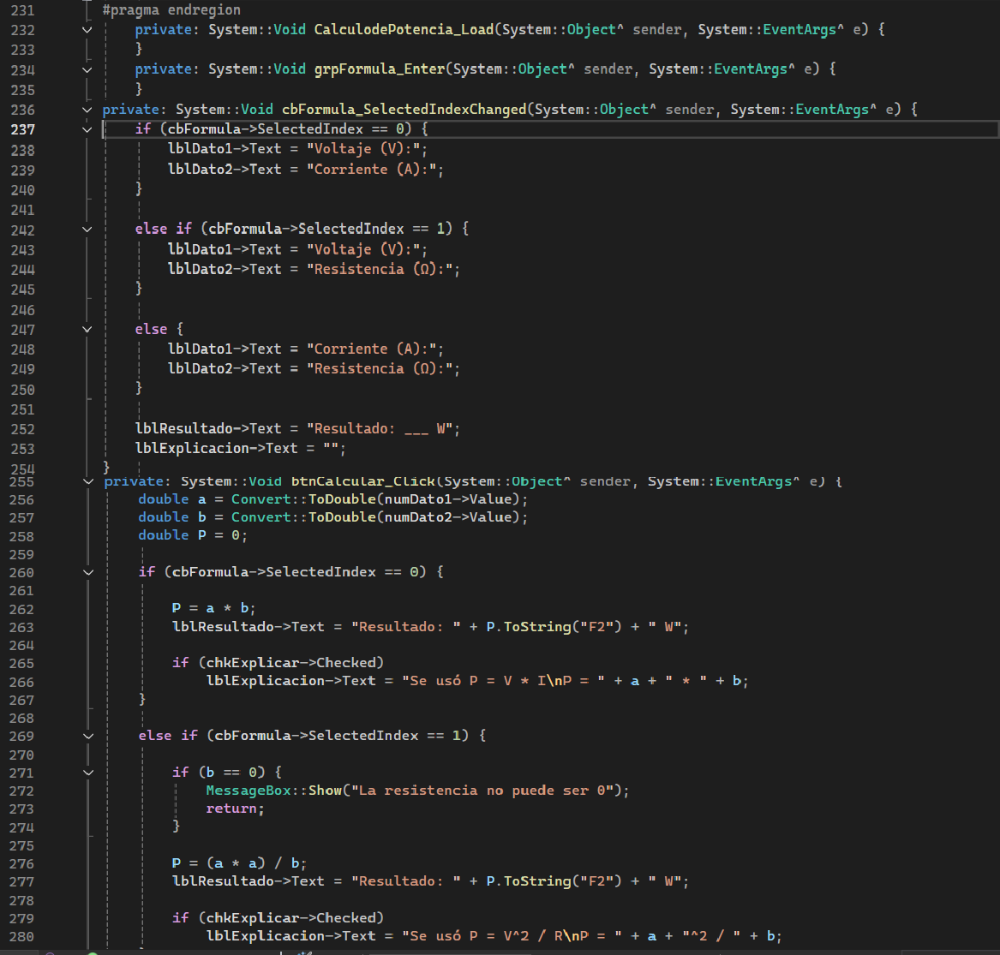 231 #pragma endregion
232 private: System::Void CalculodePotencia_Load(System::Object^ sender, System::EventArgs^ e) {
233 }
234 private: System::Void grpFormula_Enter(System::Object^ sender, System::EventArgs^ e) {
235 }
236 private: System::Void cbFormula_SelectedIndexChanged(System::Object^ sender, System::EventArgs^ e) {
237 if (cbFormula->SelectedIndex == 0) {
238 lblDato1->Text = "Voltaje (V):";
239 lblDato2->Text = "Corriente (A):";
240 }
241
242 else if (cbFormula->SelectedIndex == 1) {
243 lblDato1->Text = "Voltaje (V):";
244 lblDato2->Text = "Resistencia (Ω):";
245 }
246
247 else {
248 lblDato1->Text = "Corriente (A):";
249 lblDato2->Text = "Resistencia (Ω):";
250 }
251
252 lblResultado->Text = "Resultado: ___ W";
253 lblExplicacion->Text = "";
254 }
255 private: System::Void btnCalcular_Click(System::Object^ sender, System::EventArgs^ e) {
256 double a = Convert::ToDouble(numDato1->Value);
257 double b = Convert::ToDouble(numDato2->Value);
258 double P = 0;
259
260 if (cbFormula->SelectedIndex == 0) {
261
262 P = a * b;
263 lblResultado->Text = "Resultado: " + P.ToString("F2") + " W";
264
265 if (chkExplicar->Checked)
266 lblExplicacion->Text = "Se usó P = V * I\nP = " + a + " * " + b;
267 }
268
269 else if (cbFormula->SelectedIndex == 1) {
270
271 if (b == 0) {
272 MessageBox::Show("La resistencia no puede ser 0");
273 return;
274 }
275
276 P = (a * a) / b;
277 lblResultado->Text = "Resultado: " + P.ToString("F2") + " W";
278
279 if (chkExplicar->Checked)
280 lblExplicacion->Text = "Se usó P = V^2 / R\nP = " + a + "^2 / " + b;